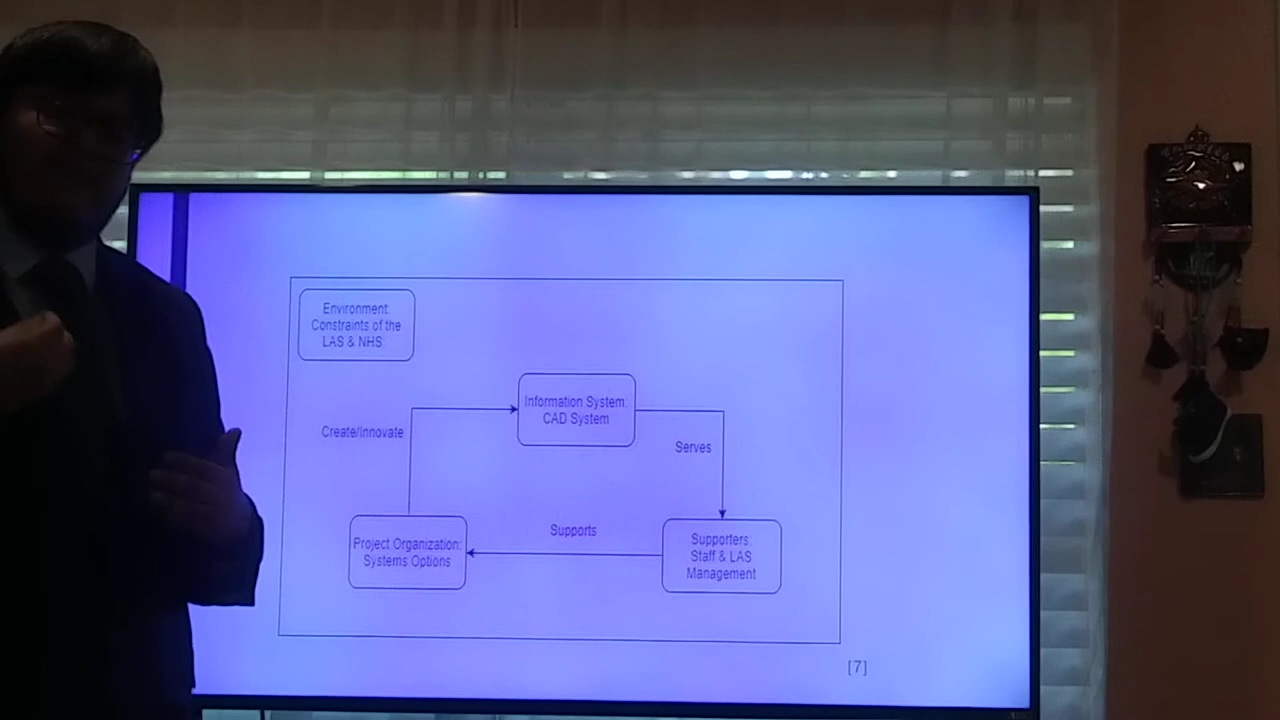 Environment:
Constraints of the
LAS & NHS
Information System:
CAD System
Create/Innovate
Serves
Project Organization:
Systems Options
Supports
Supporters:
Staff & LAS
Management
[7]